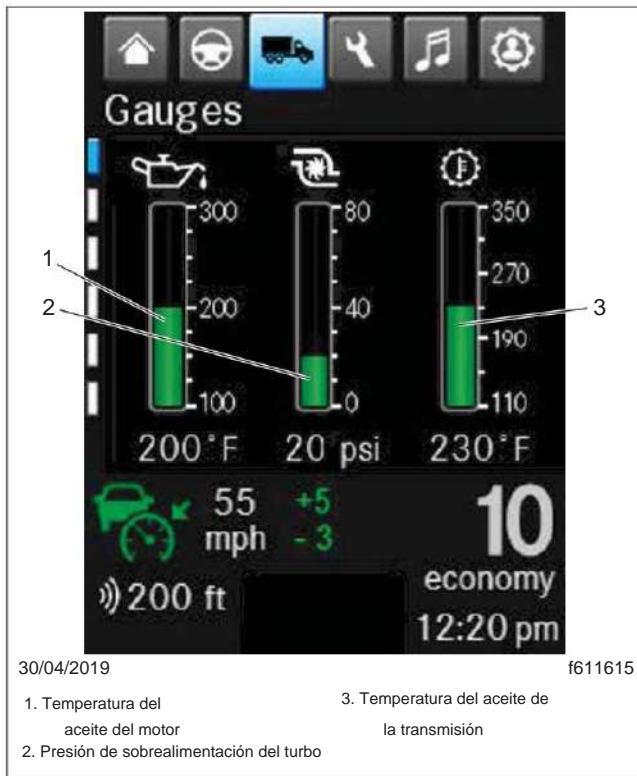 Gauges
300
200
100
80
40
0
350
270
190
110
1
2
3
200°F
20 psi
230°F
55
mph
+5
- 3
10
economy
200 ft
12:20 pm
30/04/2019
f611615
1. Temperatura del
aceite del motor
2. Presión de sobrealimentación del turbo
3. Temperatura del aceite de
la transmisión